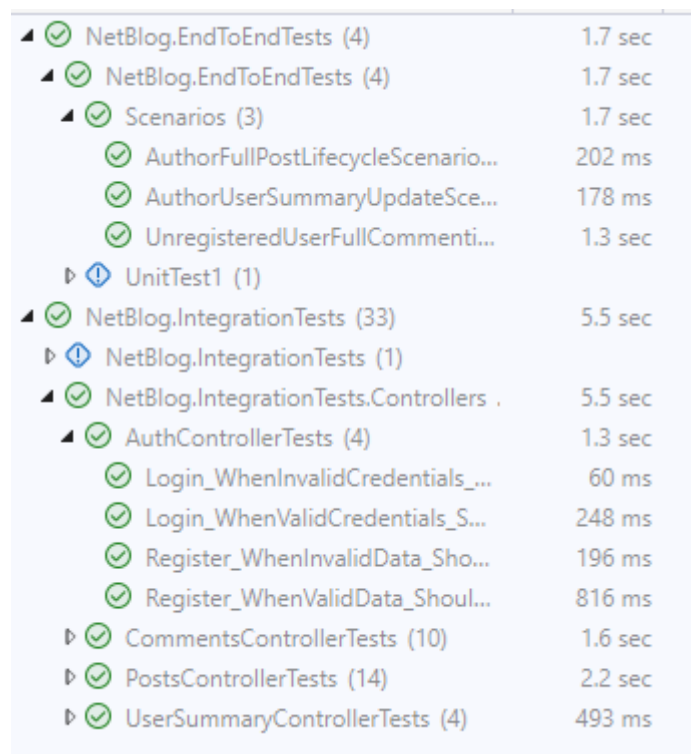 NetBlog.EndToEndTests (4) 1.7 sec
NetBlog.EndToEndTests (4) 1.7 sec
Scenarios (3) 1.7 sec
AuthorFullPostLifecycleScenario... 202 ms
AuthorUserSummaryUpdateSce... 178 ms
UnregisteredUserFullCommenti... 1.3 sec
UnitTest1 (1)
NetBlog.IntegrationTests (33) 5.5 sec
NetBlog.IntegrationTests (1)
NetBlog.IntegrationTests.Controllers . 5.5 sec
AuthControllerTests (4) 1.3 sec
Login_WhenInvalidCredentials_... 60 ms
Login_WhenValidCredentials_S... 248 ms
Register_WhenInvalidData_Sho... 196 ms
Register_WhenValidData_Shoul... 816 ms
CommentsControllerTests (10) 1.6 sec
PostsControllerTests (14) 2.2 sec
UserSummaryControllerTests (4) 493 ms